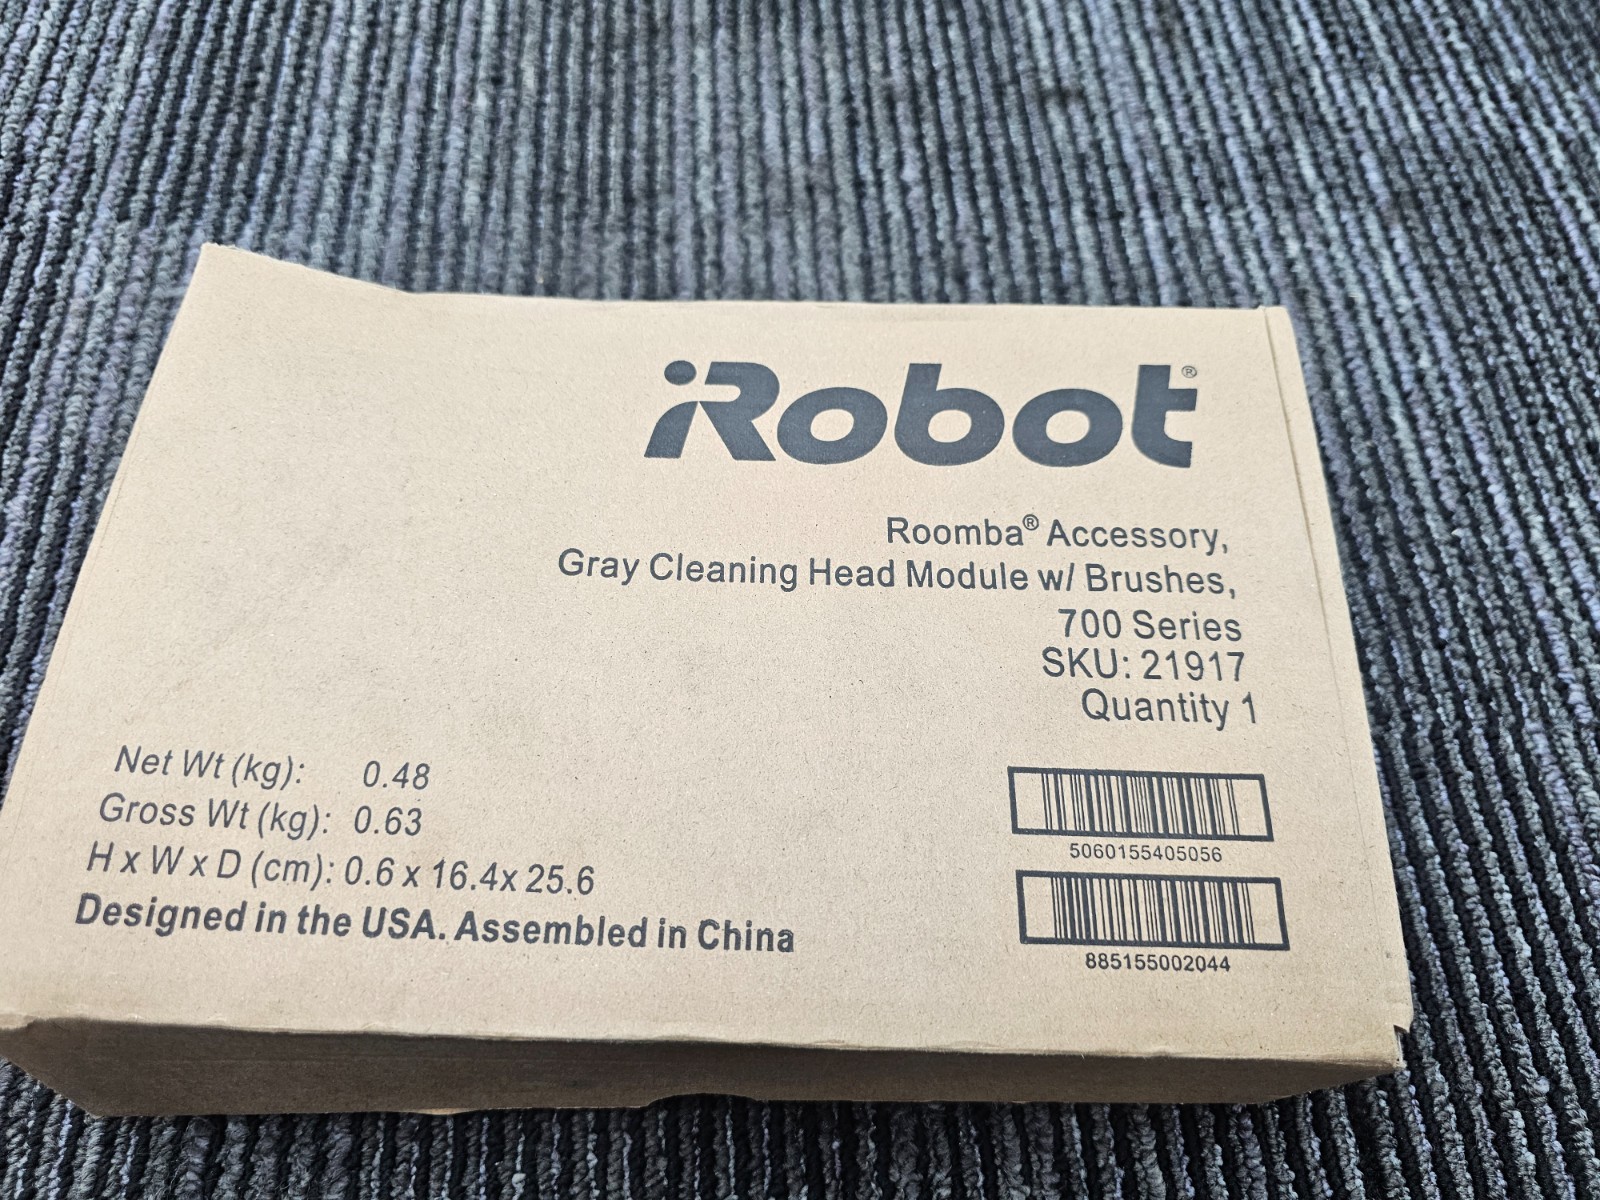 iRobot®
Roomba® Accessory,
Gray Cleaning Head Module w/ Brushes,
700 Series
SKU: 21917
Quantity 1
Net Wt (kg): 0.48
Gross Wt (kg): 0.63
H x W x D (cm): 0.6 x 16.4x 25.6
Designed in the USA. Assembled in China
5060155405056
885155002044